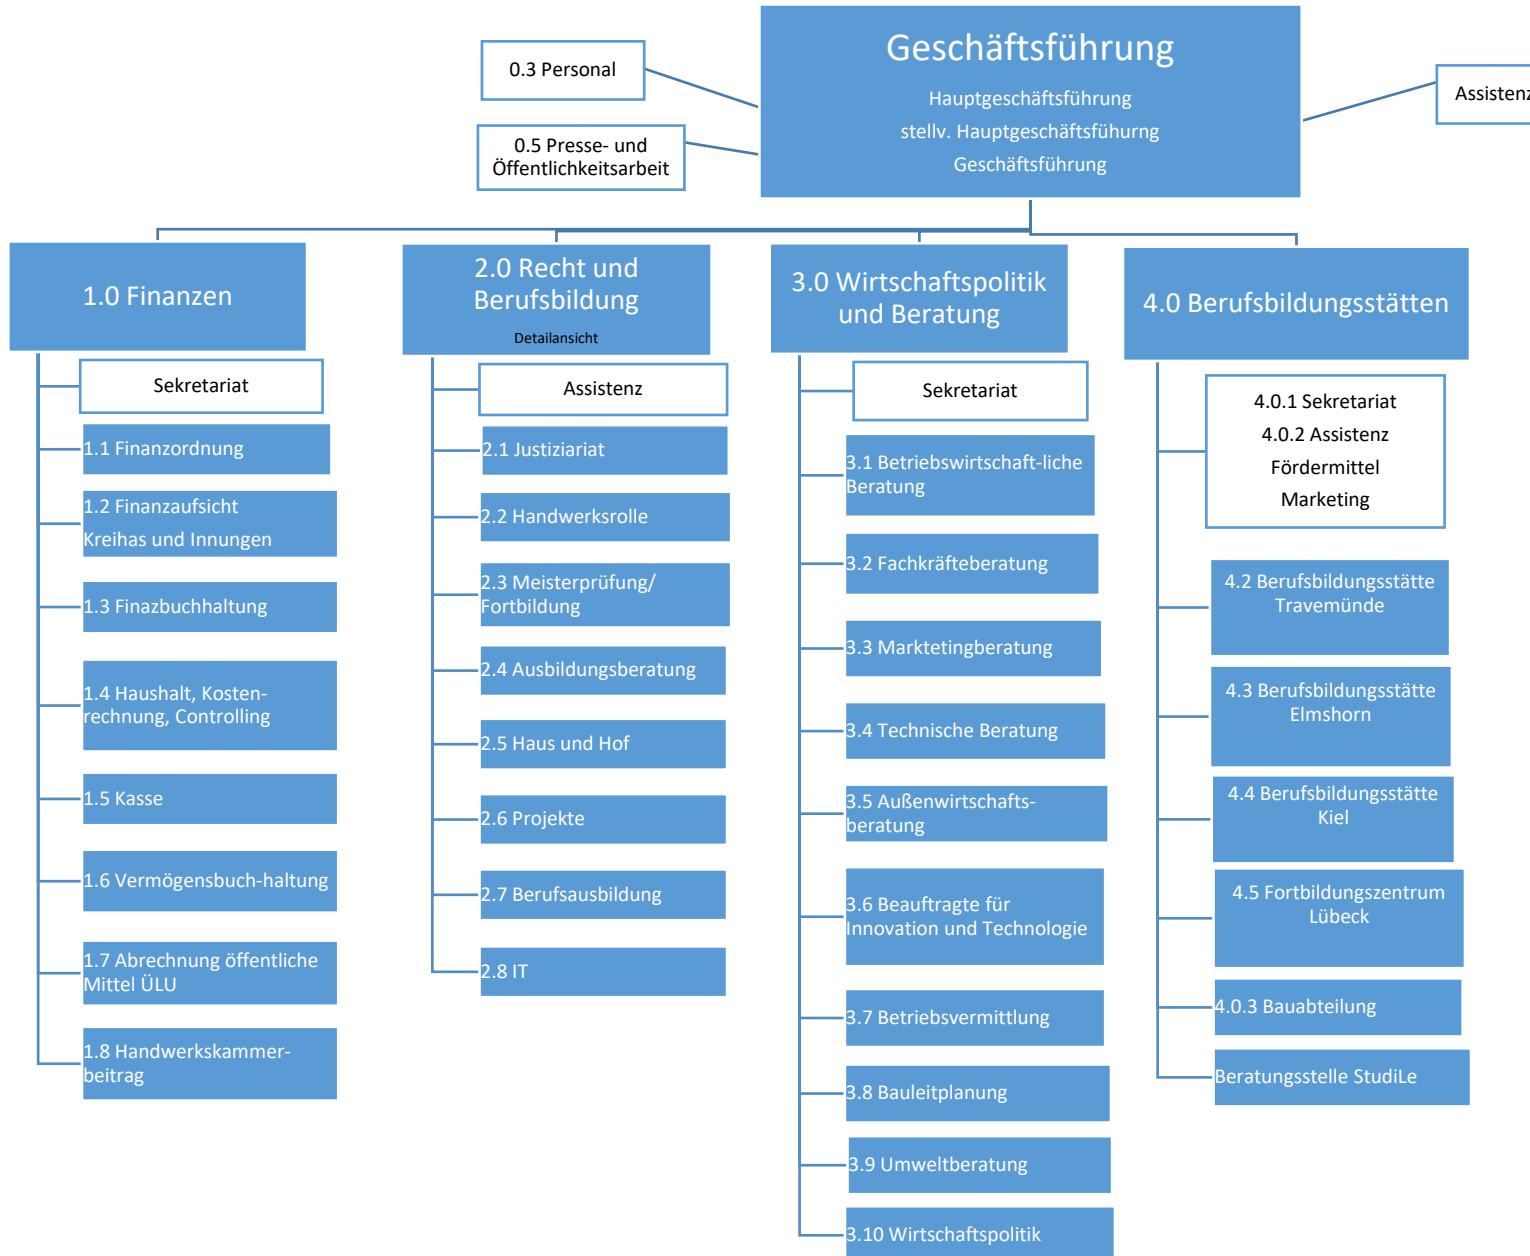 Geschäftsführung
Hauptgeschäftsführung
stellv. Hauptgeschäftsfühurng
Geschäftsführung
0.3 Personal
0.5 Presse- und
Öffentlichkeitsarbeit
Assistenz
1.0 Finanzen
Sekretariat
1.1 Finanzordnung
1.2 Finanzaufsicht
Kreihas und Innungen
1.3 Finazbuchhaltung
1.4 Haushalt, Kosten-
rechnung, Controlling
1.5 Kasse
1.6 Vermögensbuch-haltung
1.7 Abrechnung öffentliche
Mittel ÜLU
1.8 Handwerkskammer-
beitrag
2.0 Recht und
Berufsbildung
Detailansicht
Assistenz
2.1 Justiziariat
2.2 Handwerksrolle
2.3 Meisterprüfung/
Fortbildung
2.4 Ausbildungsberatung
2.5 Haus und Hof
2.6 Projekte
2.7 Berufsausbildung
2.8 IT
3.0 Wirtschaftspolitik
und Beratung
Sekretariat
3.1 Betriebswirtschaft-liche
Beratung
3.2 Fachkräfteberatung
3.3 Marktetingberatung
3.4 Technische Beratung
3.5 Außenwirtschafts-
beratung
3.6 Beauftragte für
Innovation und Technologie
3.7 Betriebsvermittlung
3.8 Bauleitplanung
3.9 Umweltberatung
3.10 Wirtschaftspolitik
4.0 Berufsbildungsstätten
4.0.1 Sekretariat
4.0.2 Assistenz
Fördermittel
Marketing
4.2 Berufsbildungsstätte
Travemünde
4.3 Berufsbildungsstätte
Elmshorn
4.4 Berufsbildungsstätte
Kiel
4.5 Fortbildungszentrum
Lübeck
4.0.3 Bauabteilung
Beratungsstelle StudiLe